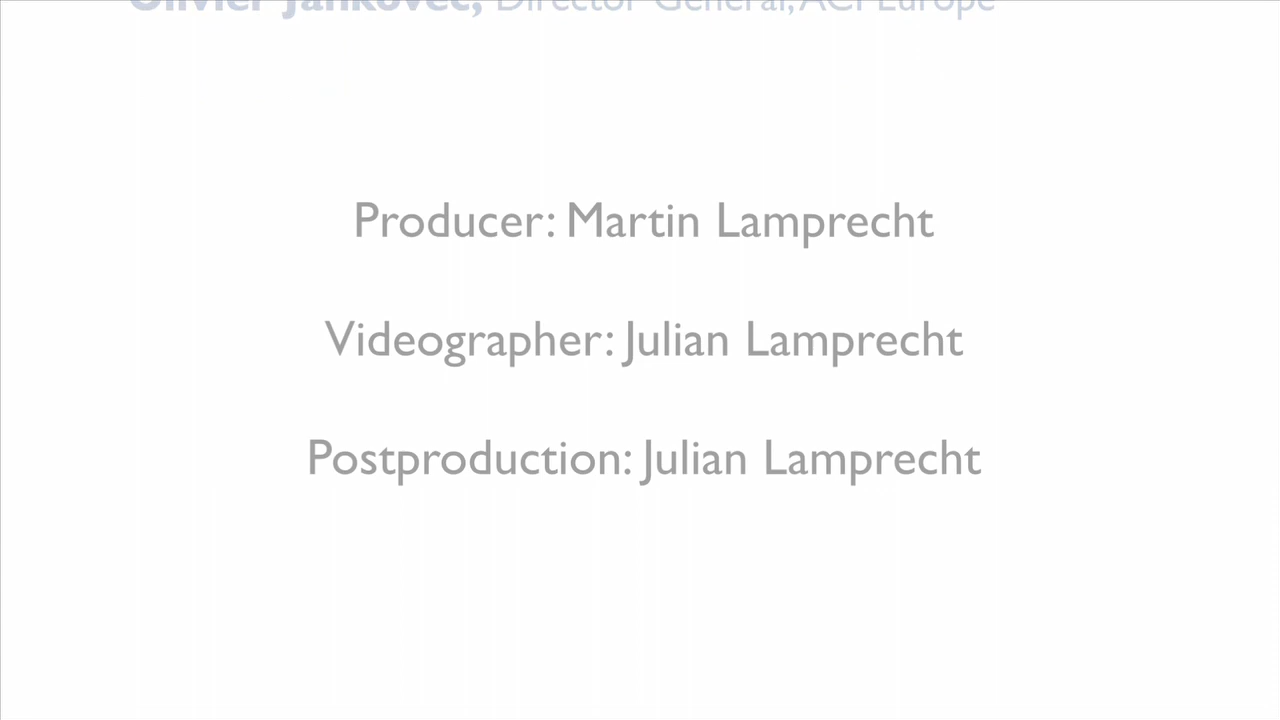 Olivier Jankovec, Director General, ACI Europe
Producer: Martin Lamprecht
Videographer: Julian Lamprecht
Postproduction: Julian Lamprecht